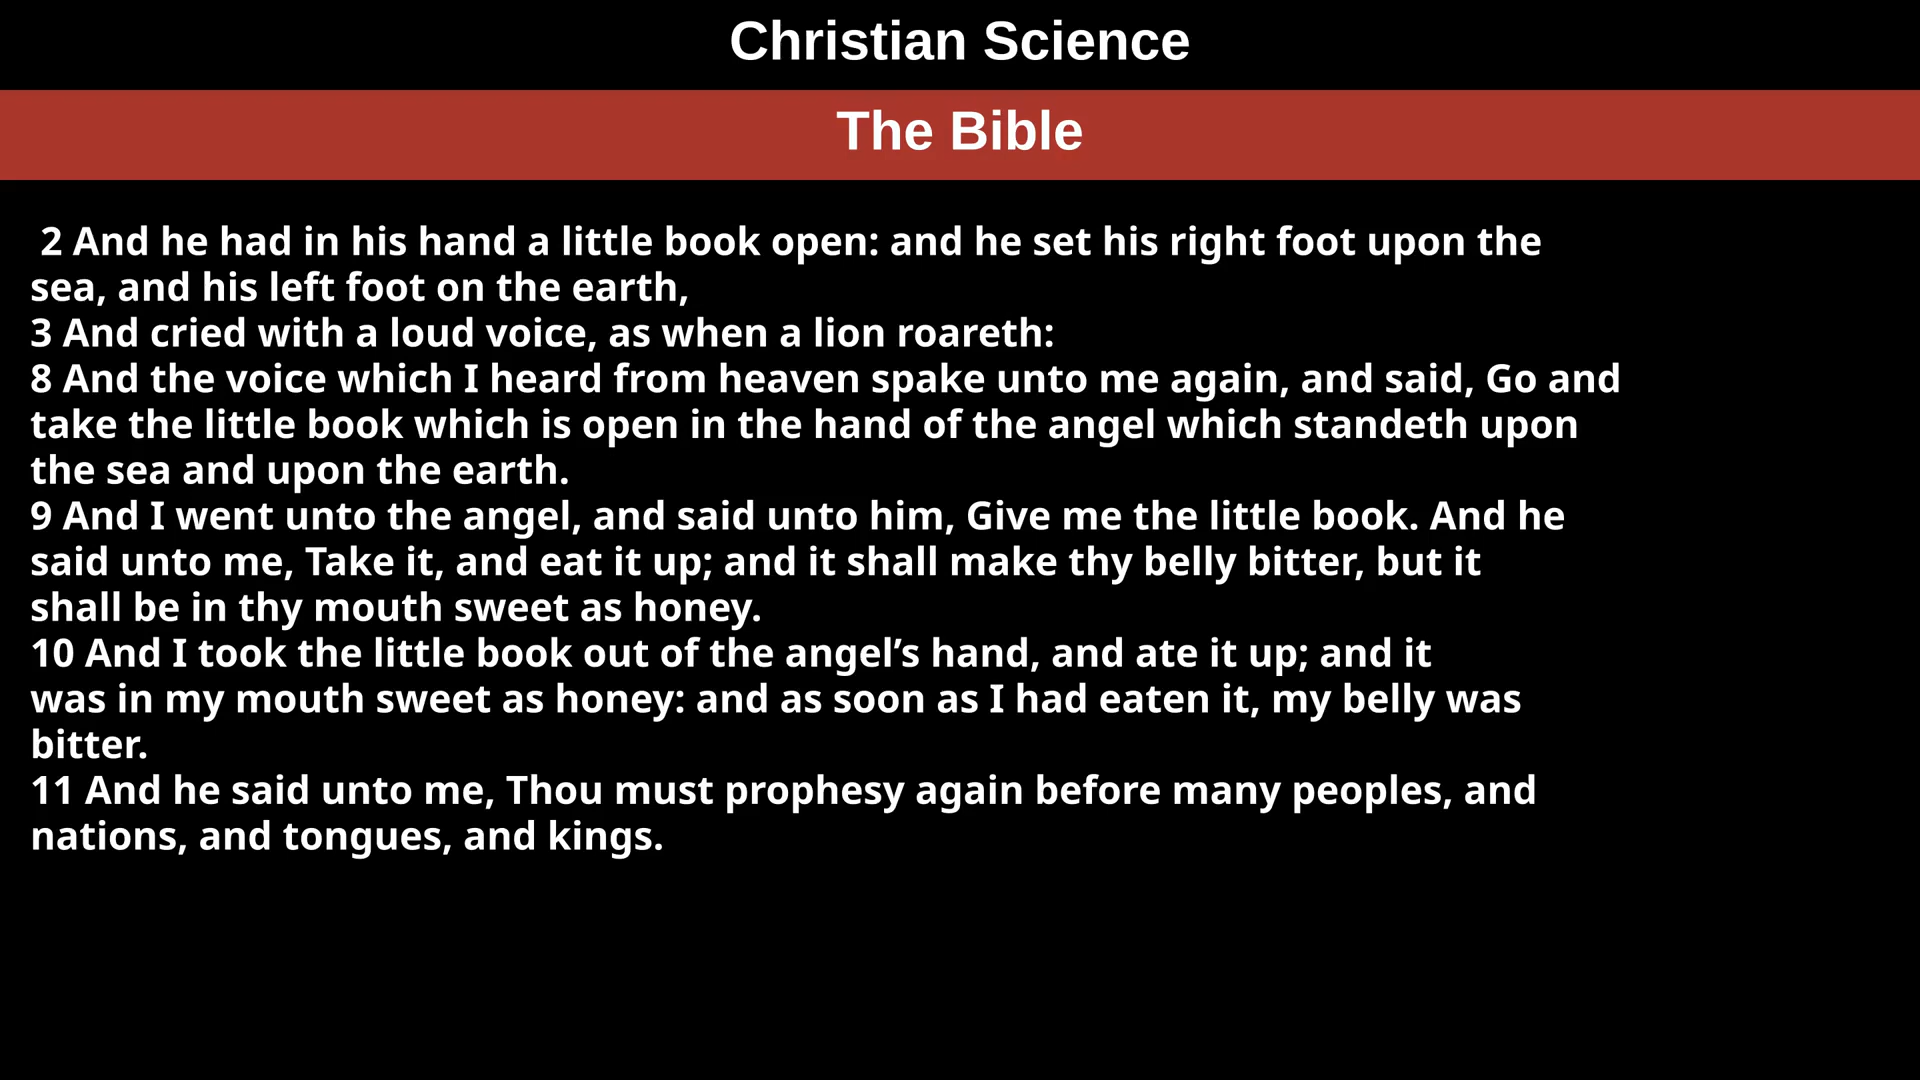 Christian Science
The Bible
2 And he had in his hand a little book open: and he set his right foot upon the
sea, and his left foot on the earth,
3 And cried with a loud voice, as when a lion roareth:
8 And the voice which I heard from heaven spake unto me again, and said, Go and
take the little book which is open in the hand of the angel which standeth upon
the sea and upon the earth.
9 And I went unto the angel, and said unto him, Give me the little book. And he
said unto me, Take it, and eat it up; and it shall make thy belly bitter, but it
shall be in thy mouth sweet as honey.
10 And I took the little book out of the angel’s hand, and ate it up; and it
was in my mouth sweet as honey: and as soon as I had eaten it, my belly was
bitter.
11 And he said unto me, Thou must prophesy again before many peoples, and
nations, and tongues, and kings.